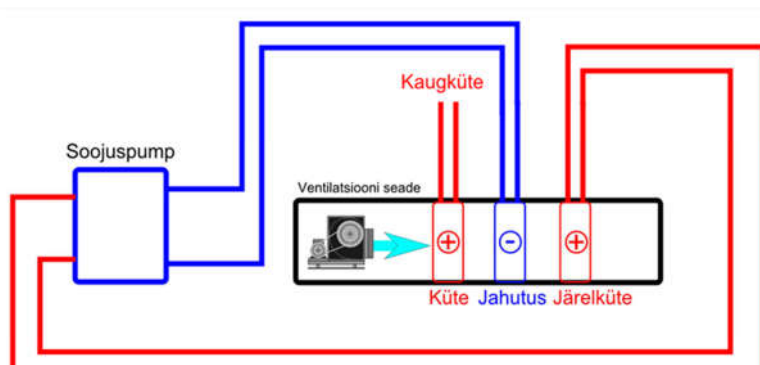 Kaugküte
Soojuspump
Ventilatsiooni seade
+
-
+
Küte
Jahutus
Järelküte